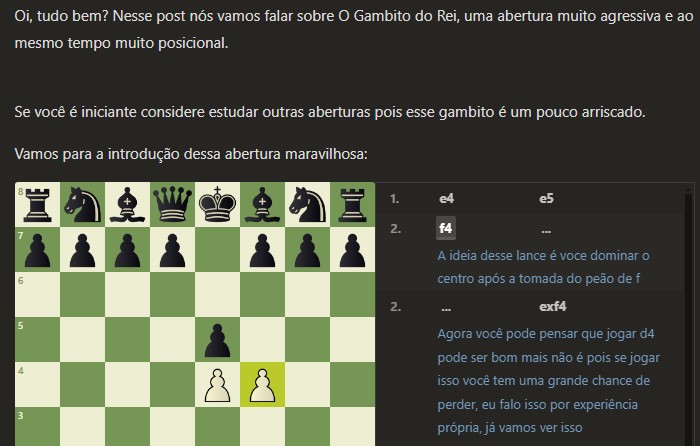 Oi, tudo bem? Nesse post nós vamos falar sobre O Gambito do Rei, uma abertura muito agressiva e ao
mesmo tempo muito posicional.
Se você é iniciante considere estudar outras aberturas pois esse gambito é um pouco arriscado.
Vamos para a introdução dessa abertura maravilhosa:
8
7
6
5
4
3
1. e4 e5
2. f4 ...
A ideia desse lance é voce dominar o
centro após a tomada do peão de f
2. ... exf4
Agora você pode pensar que jogar d4
pode ser bom mais não é pois se jogar
isso você tem uma grande chance de
perder, eu falo isso por experiência
própria, já vamos ver isso